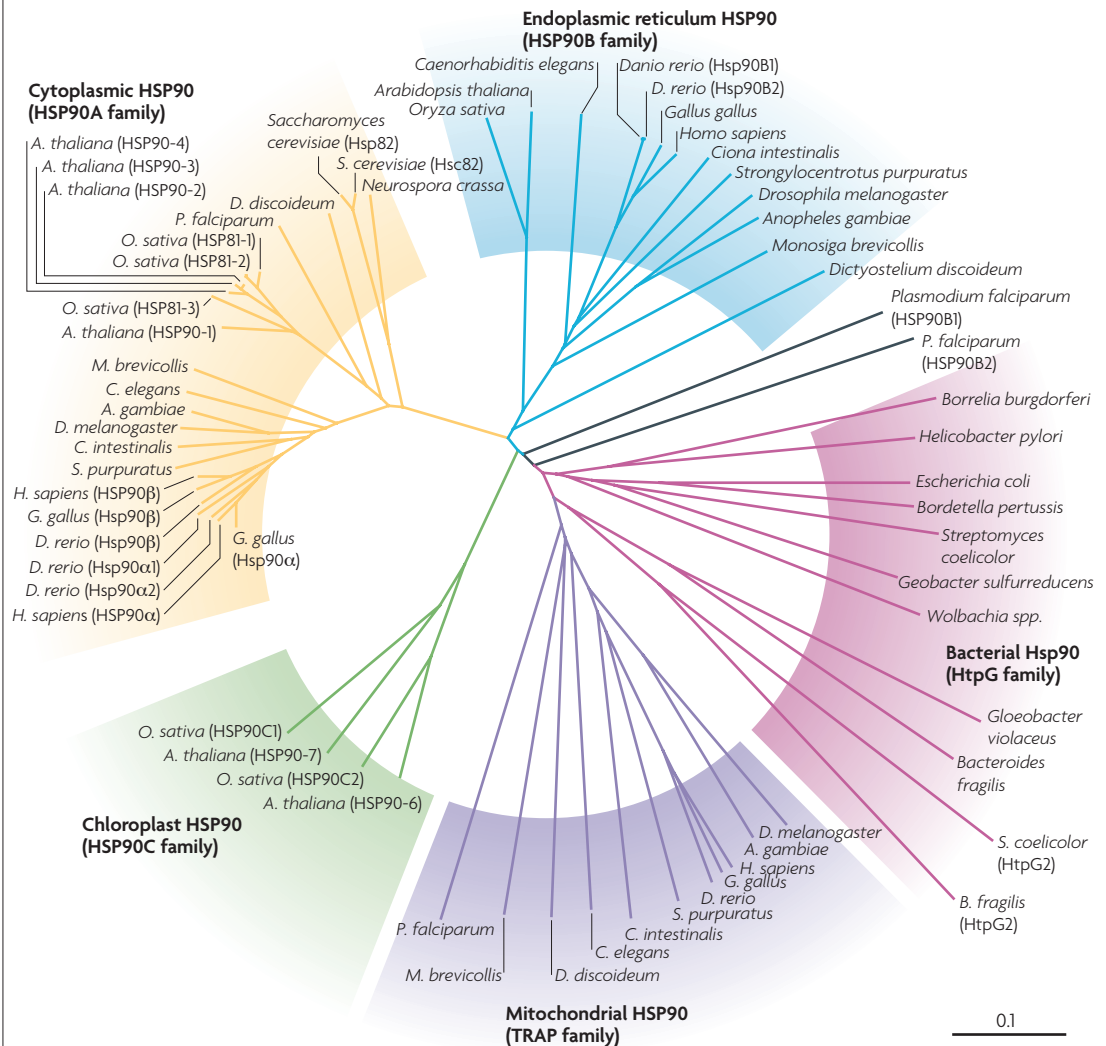 Endoplasmic reticulum HSP90
(HSP90B family)
Caenorhabiditis elegans
Danio rerio (Hsp90B1)
Arabidopsis thaliana
D. rerio (Hsp90B2)
Oryza sativa
Gallus gallus
Homo sapiens
Ciona intestinalis
Strongylocentrotus purpuratus
Drosophila melanogaster
Anopheles gambiae
Monosiga brevicollis
Dictyostelium discoideum
Plasmodium falciparum
(HSP90B1)
P. falciparum
(HSP90B2)
Cytoplasmic HSP90
(HSP90A family)
A. thaliana (HSP90-4)
A. thaliana (HSP90-3)
A. thaliana (HSP90-2)
Saccharomyces
cerevisiae (Hsp82)
S. cerevisiae (Hsc82)
Neurospora crassa
D. discoideum
P. falciparum
O. sativa (HSP81-1)
O. sativa (HSP81-2)
O. sativa (HSP81-3)
A. thaliana (HSP90-1)
M. brevicollis
C. elegans
A. gambiae
D. melanogaster
C. intestinalis
S. purpuratus
H. sapiens (HSP90β)
G. gallus (Hsp90β)
D. rerio (Hsp90β)
D. rerio (Hsp90α1)
D. rerio (Hsp90α2)
H. sapiens (HSP90α)
G. gallus
(Hsp90α)
Borrelia burgdorferi
Helicobacter pylori
Escherichia coli
Bordetella pertussis
Streptomyces
coelicolor
Geobacter sulfurreducens
Wolbachia spp.
Bacterial Hsp90
(HtpG family)
Gloeobacter
violaceus
Bacteroides
fragilis
S. coelicolor
(HtpG2)
B. fragilis
(HtpG2)
O. sativa (HSP90C1)
A. thaliana (HSP90-7)
O. sativa (HSP90C2)
A. thaliana (HSP90-6)
Chloroplast HSP90
(HSP90C family)
D. melanogaster
A. gambiae
H. sapiens
G. gallus
D. rerio
S. purpuratus
C. intestinalis
C. elegans
D. discoideum
M. brevicollis
P. falciparum
Mitochondrial HSP90
(TRAP family)
0.1